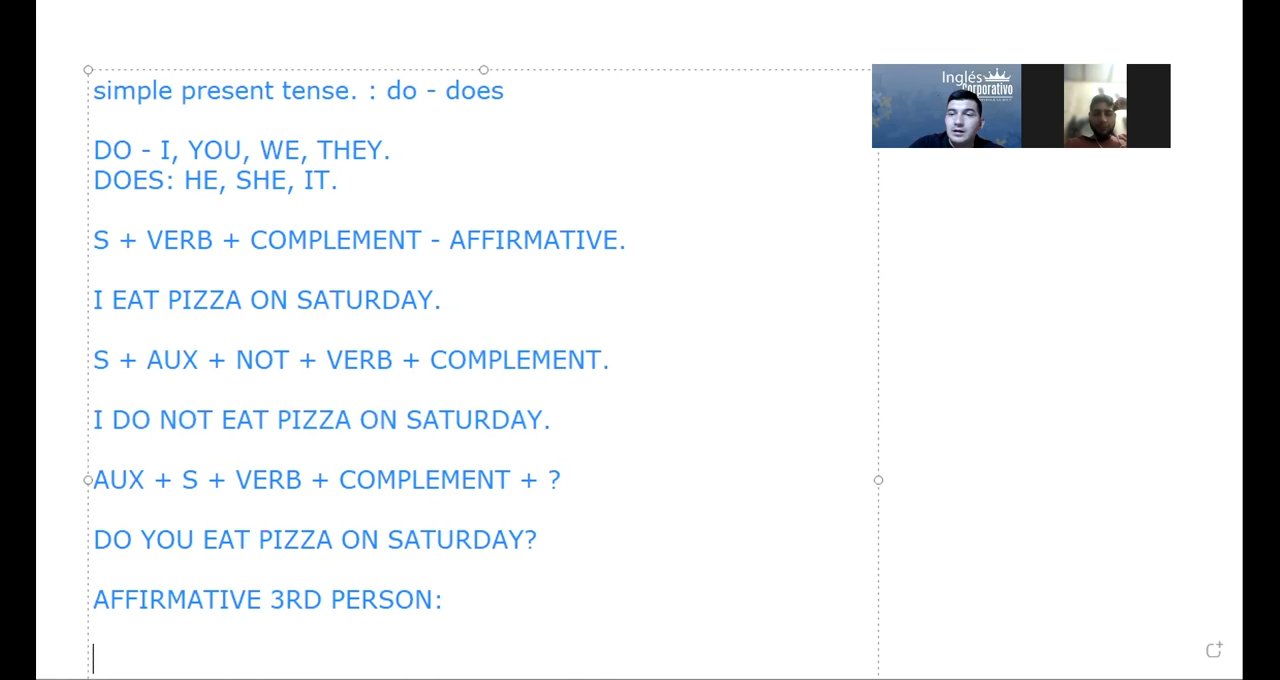 simple present tense. : do - does
DO - I, YOU, WE, THEY.
DOES: HE, SHE, IT.
S + VERB + COMPLEMENT - AFFIRMATIVE.
I EAT PIZZA ON SATURDAY.
S + AUX + NOT + VERB + COMPLEMENT.
I DO NOT EAT PIZZA ON SATURDAY.
AUX + S + VERB + COMPLEMENT + ?
DO YOU EAT PIZZA ON SATURDAY?
AFFIRMATIVE 3RD PERSON:
Inglés
Corporativo